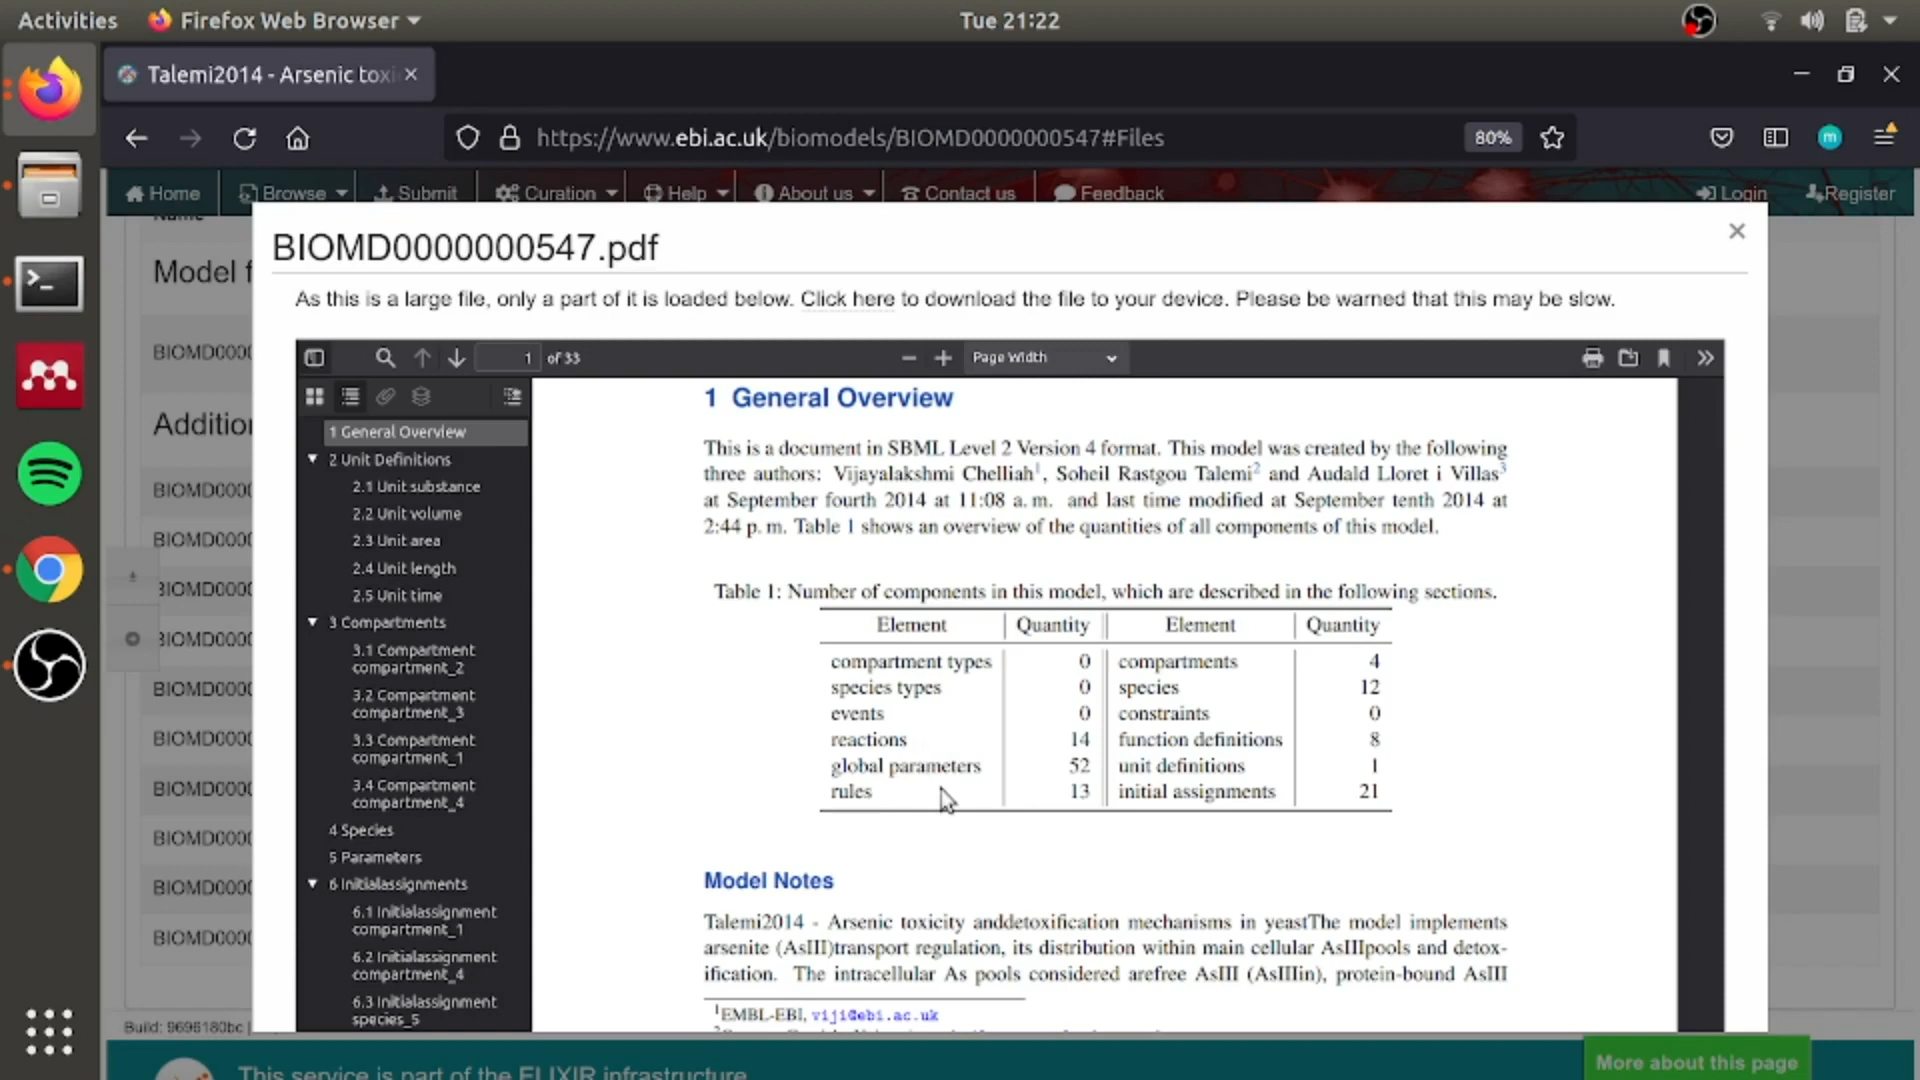 Activities
Firefox Web Browser
Tue 21:22
Talemi2014 - Arsenic toxi
https://www.ebi.ac.uk/biomodels/BIOMD0000000547#Files
80%
m
Home
Browse
Submit
Curation
Help
About us
Contact us
Feedback
Login
Register
Name
Model f
BIOMD000
Addition
BIOMD000
BIOMD000
BIOMD000
BIOMD000
BIOMD000
BIOMD000
BIOMD000
BIOMD000
BIOMD000
BIOMD000
Build: 9696180bc
BIOMD0000000547.pdf
As this is a large file, only a part of it is loaded below. Click here to download the file to your device. Please be warned that this may be slow.
1 of 33
Page Width
1 General Overview
2 Unit Definitions
2.1 Unit substance
2.2 Unit volume
2.3 Unit area
2.4 Unit length
2.5 Unit time
3 Compartments
3.1 Compartment
compartment_2
3.2 Compartment
compartment_3
3.3 Compartment
compartment_1
3.4 Compartment
compartment_4
4 Species
5 Parameters
6 Initialassignments
6.1 Initialassignment
compartment_1
6.2 Initialassignment
compartment_4
6.3 Initialassignment
species_5
1 General Overview
This is a document in SBML Level 2 Version 4 format. This model was created by the following
three authors: Vijayalakshmi Chelliah1, Soheil Rastgou Talemi2 and Audald Lloret i Villas3
at September fourth 2014 at 11:08 a. m. and last time modified at September tenth 2014 at
2:44 p. m. Table 1 shows an overview of the quantities of all components of this model.
Table 1: Number of components in this model, which are described in the following sections.
Element Quantity Element Quantity
compartment types 0 compartments 4
species types 0 species 12
events 0 constraints 0
reactions 14 function definitions 8
global parameters 52 unit definitions 1
rules 13 initial assignments 21
Model Notes
Talemi2014 - Arsenic toxicity anddetoxification mechanisms in yeastThe model implements
arsenite (AsIII)transport regulation, its distribution within main cellular AsIIIpools and detox-
ification. The intracellular As pools considered arefree AsIII (AsIIIin), protein-bound AsIII
1EMBL-EBI, viji@ebi.ac.uk
This service is part of the ELIXIR infrastructure
More about this page